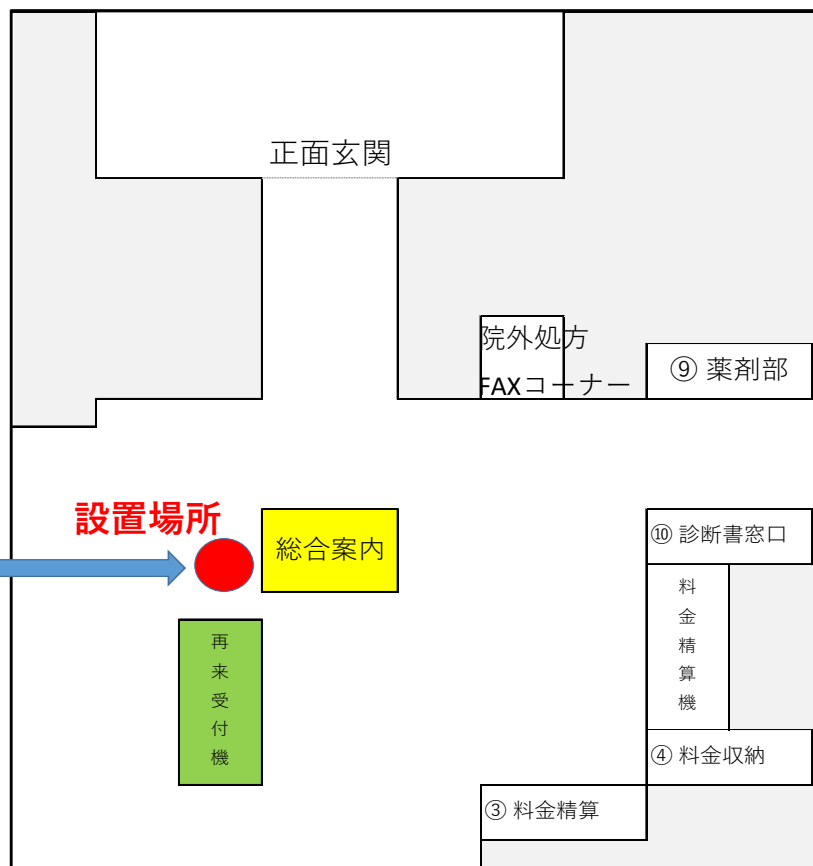 正面玄関
院外処方
FAXコーナー
⑨ 薬剤部
設置場所
総合案内
⑩ 診断書窓口
料金精算機
再来受付機
④ 料金収納
③ 料金精算